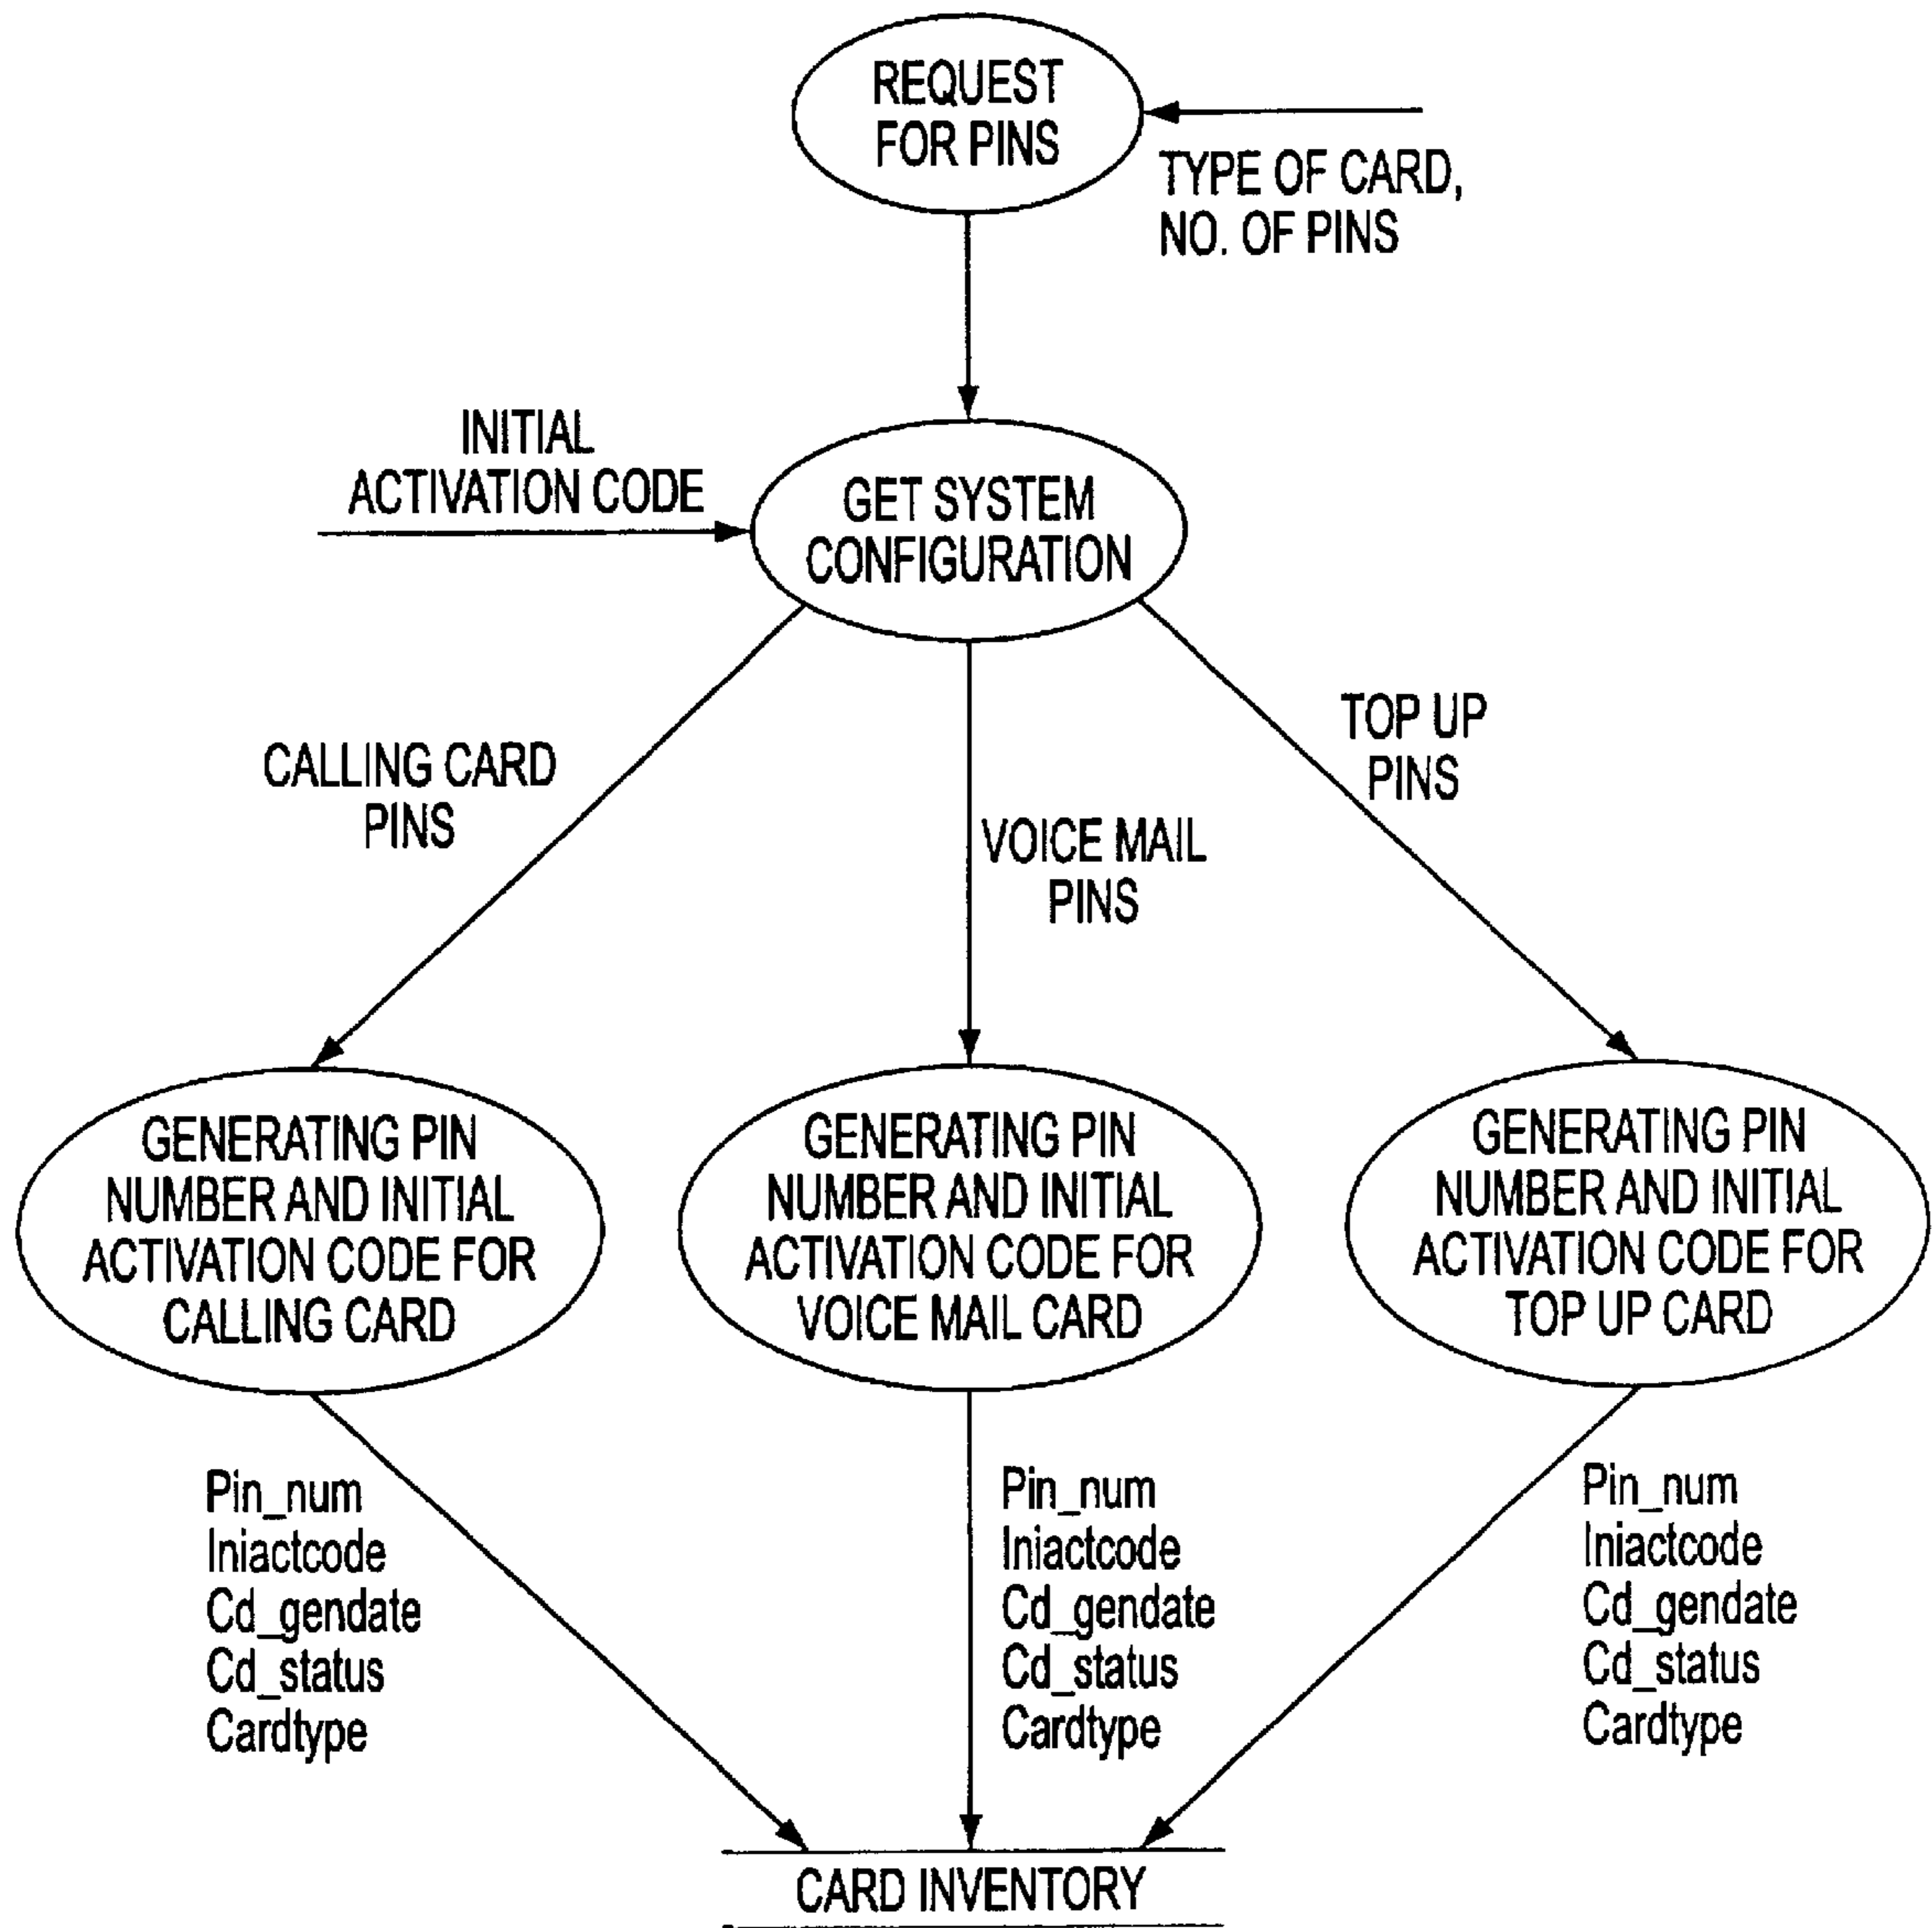 REQUEST
FOR PINS
TYPE OF CARD,
NO. OF PINS
INITIAL
ACTIVATION CODE
GET SYSTEM
CONFIGURATION
CALLING CARD
PINS
VOICE MAIL
PINS
TOP UP
PINS
GENERATING PIN
NUMBER AND INITIAL
ACTIVATION CODE FOR
CALLING CARD
GENERATING PIN
NUMBER AND INITIAL
ACTIVATION CODE FOR
VOICE MAIL CARD
GENERATING PIN
NUMBER AND INITIAL
ACTIVATION CODE FOR
TOP UP CARD
Pin_num
Iniactcode
Cd_gendate
Cd_status
Cardtype
Pin_num
Iniactcode
Cd_gendate
Cd_status
Cardtype
Pin_num
Iniactcode
Cd_gendate
Cd_status
Cardtype
CARD INVENTORY